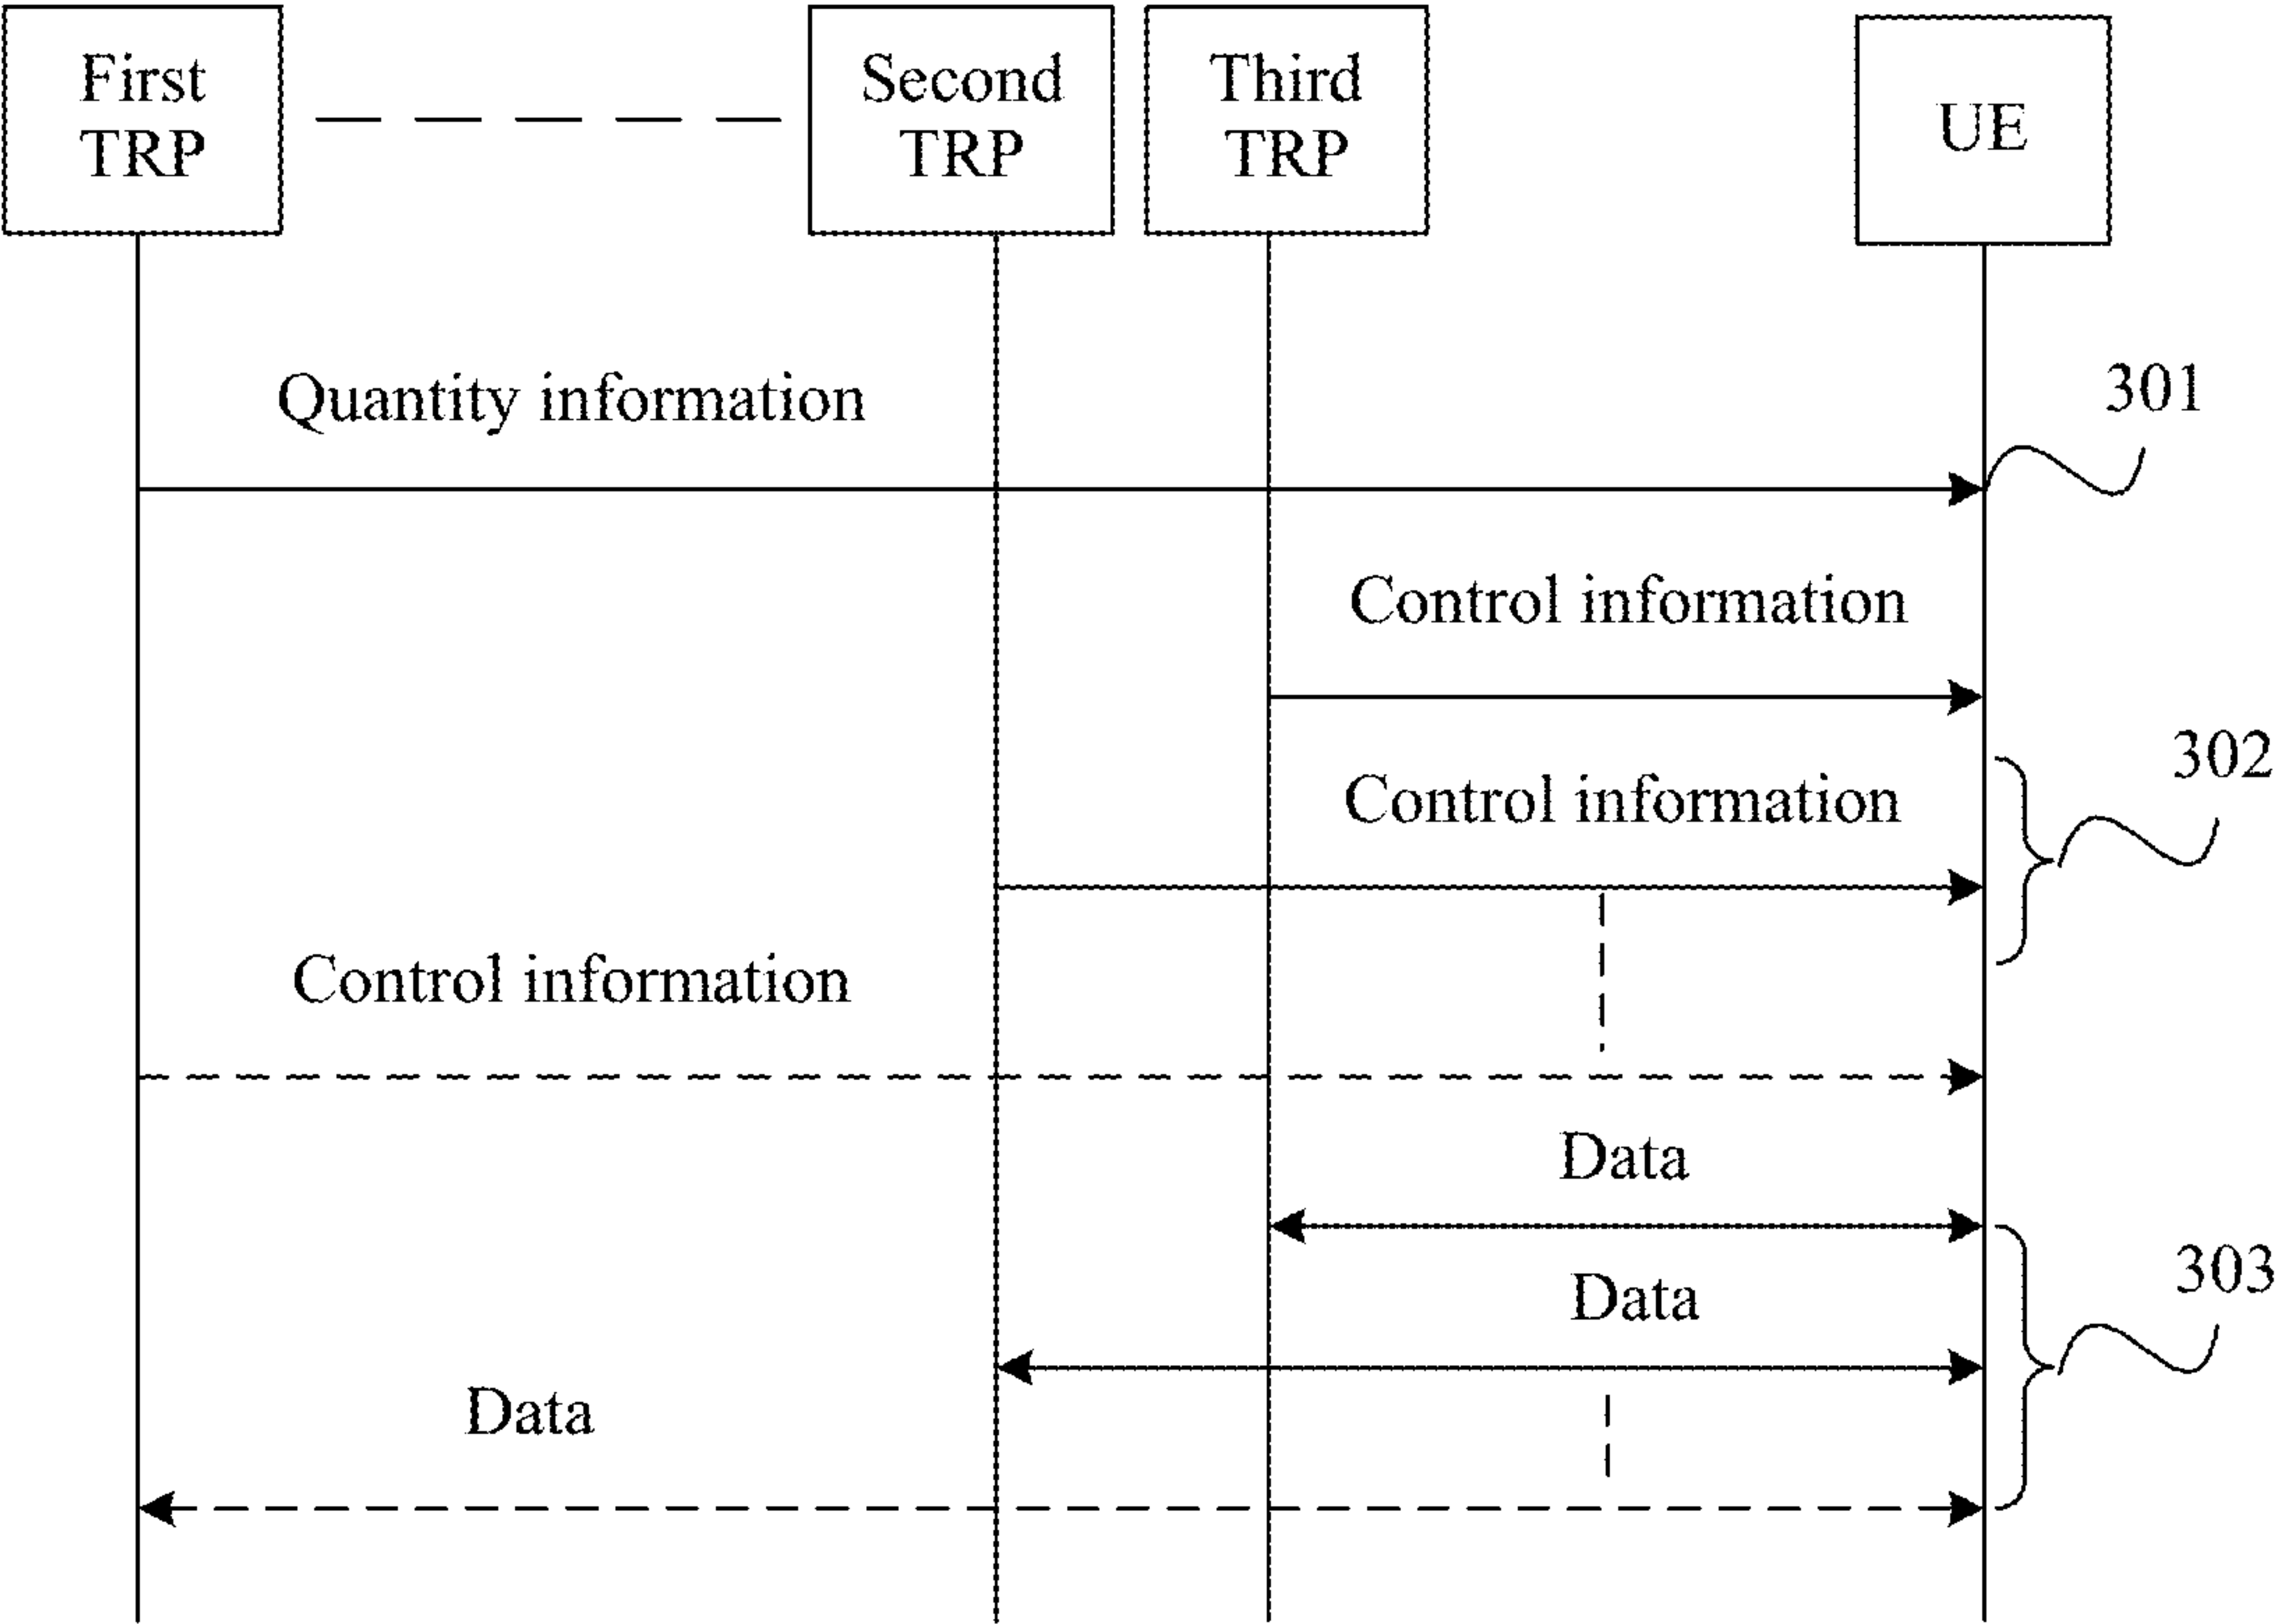 First
TRP
Second
TRP
Third
TRP
UE
Quantity information
301
Control information
302
Control information
Control information
Data
303
Data
Data